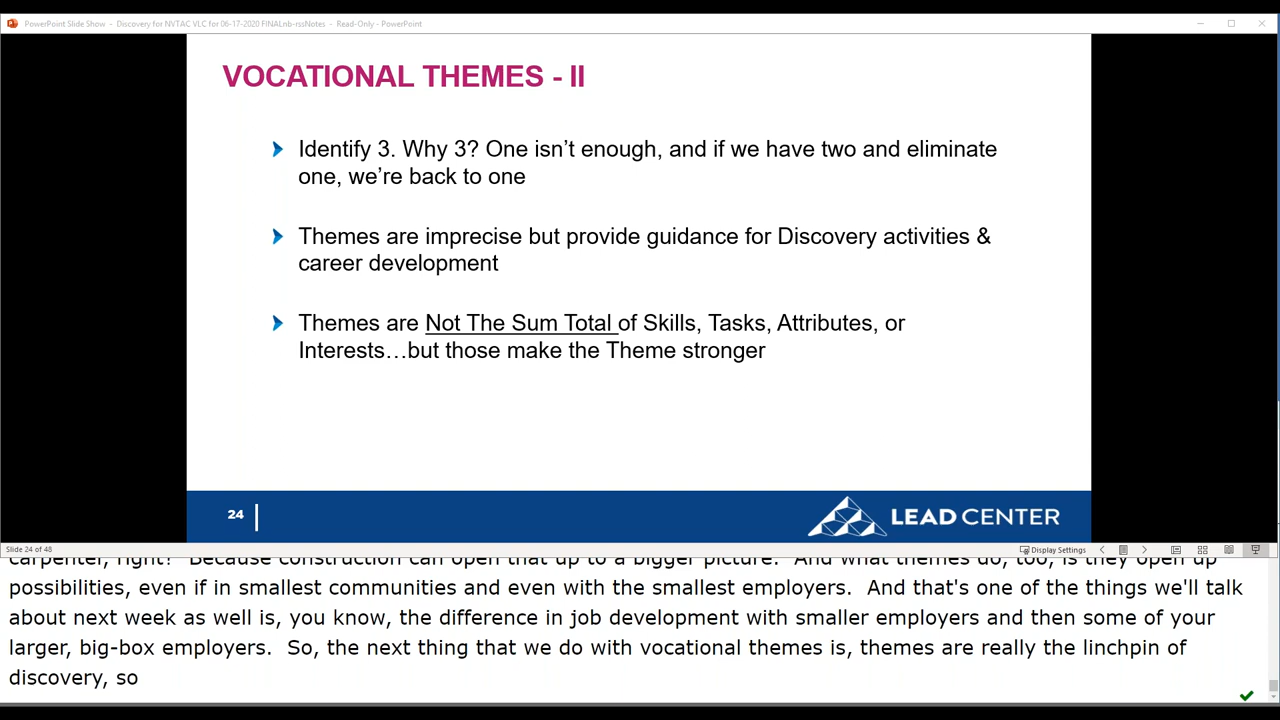 PowerPoint Slide Show - Discovery for NVTAC VLC for 06-17-2020 FINALnb-rssNotes - Read-Only - PowerPoint
VOCATIONAL THEMES - II
Identify 3. Why 3? One isn’t enough, and if we have two and eliminate
one, we’re back to one
Themes are imprecise but provide guidance for Discovery activities &
career development
Themes are Not The Sum Total of Skills, Tasks, Attributes, or
Interests…but those make the Theme stronger
24
LEAD CENTER
Slide 24 of 48
Display Settings
carpenter, right? Because construction can open that up to a bigger picture. And what themes do, too, is they open up
possibilities, even if in smallest communities and even with the smallest employers. And that's one of the things we'll talk
about next week as well is, you know, the difference in job development with smaller employers and then some of your
larger, big-box employers. So, the next thing that we do with vocational themes is, themes are really the linchpin of
discovery, so